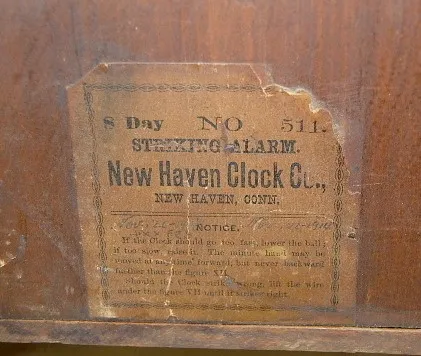 8 Day NO 511.
STRIKING ALARM.
New Haven Clock Co.,
NEW HAVEN, CONN.
NOTICE.
If the Clock should go too fast, lower the ball;
if too slow, raise it. The minute hand may be
moved at any time forward, but never backward
further than the figure XII.
Should the Clock strike wrong, lift the wire
under the figure VII until it strikes right.